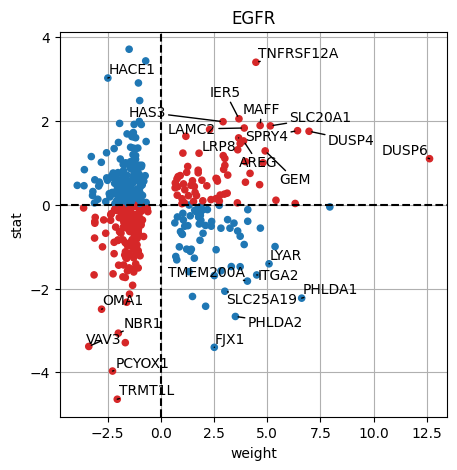 EGFR
4
2
0
−2
−4
stat
TNFRSF12A
HACE1
IER5
HAS3
MAFF
SLC20A1
LAMC2
SPRY4
DUSP4
LRP8
DUSP6
AREG
GEM
LYAR
TMEM200A
ITGA2
PHLDA1
OMA1
SLC25A19
NBR1
PHLDA2
VAV3
FJX1
PCYOX1
TRMT1L
−2.5
0.0
2.5
5.0
7.5
10.0
12.5
weight